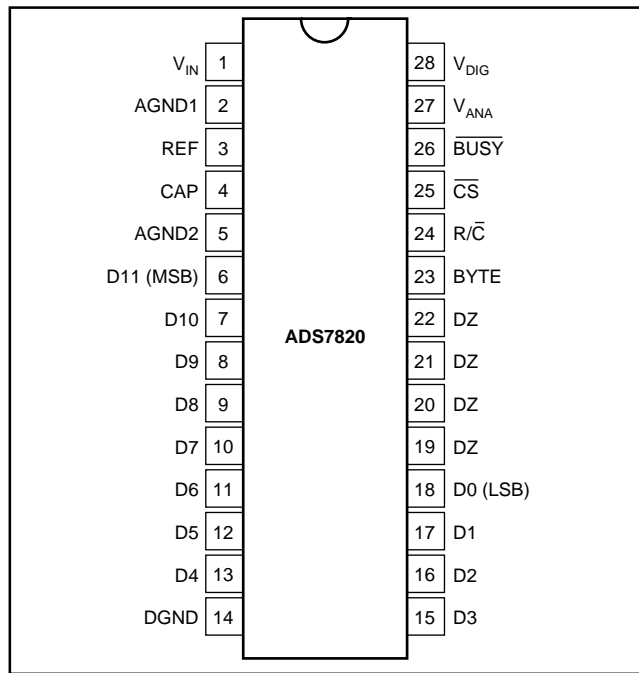 V_IN 1 28 V_DIG
AGND1 2 27 V_ANA
REF 3 26 B̅U̅S̅Y̅
CAP 4 25 C̅S̅
AGND2 5 24 R/C̅
D11 (MSB) 6 23 BYTE
D10 7 22 DZ
ADS7820
D9 8 21 DZ
D8 9 20 DZ
D7 10 19 DZ
D6 11 18 D0 (LSB)
D5 12 17 D1
D4 13 16 D2
DGND 14 15 D3